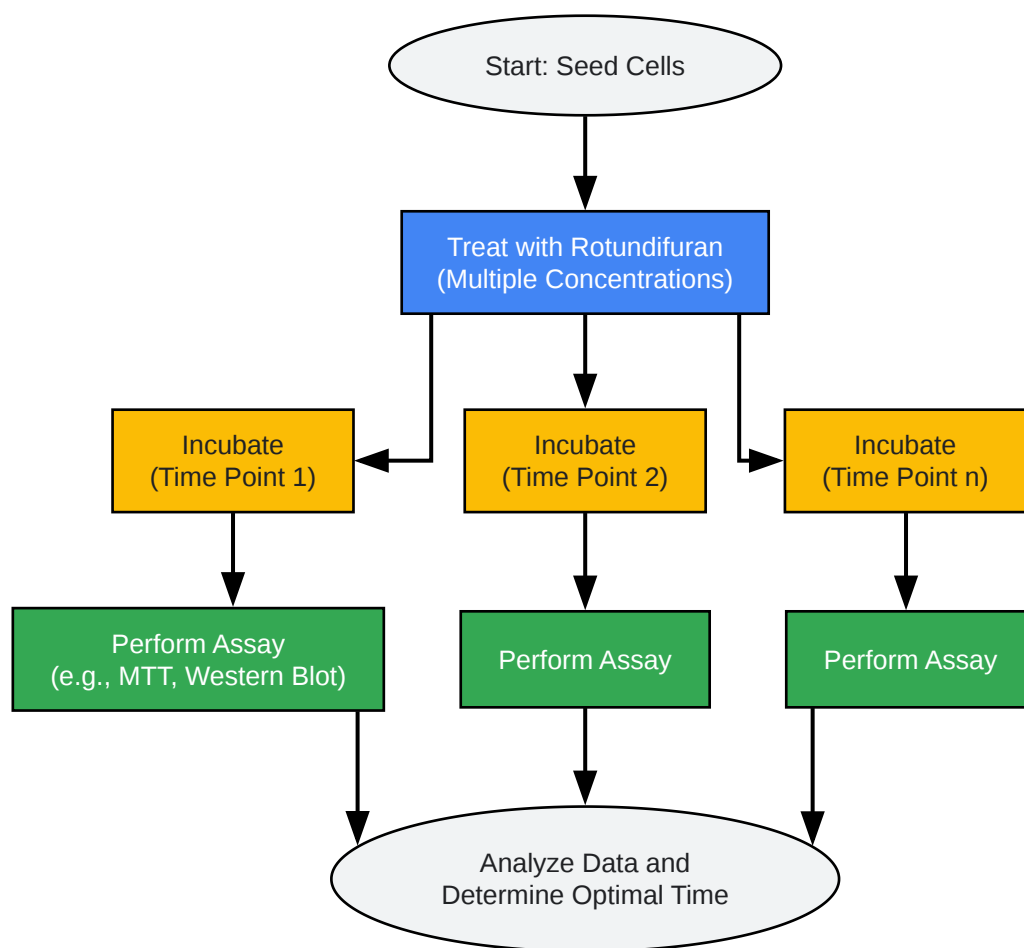 Start: Seed Cells
Treat with Rotundifuran
(Multiple Concentrations)
Incubate
(Time Point 1)
Incubate
(Time Point 2)
Incubate
(Time Point n)
Perform Assay
(e.g., MTT, Western Blot)
Perform Assay
Perform Assay
Analyze Data and
Determine Optimal Time